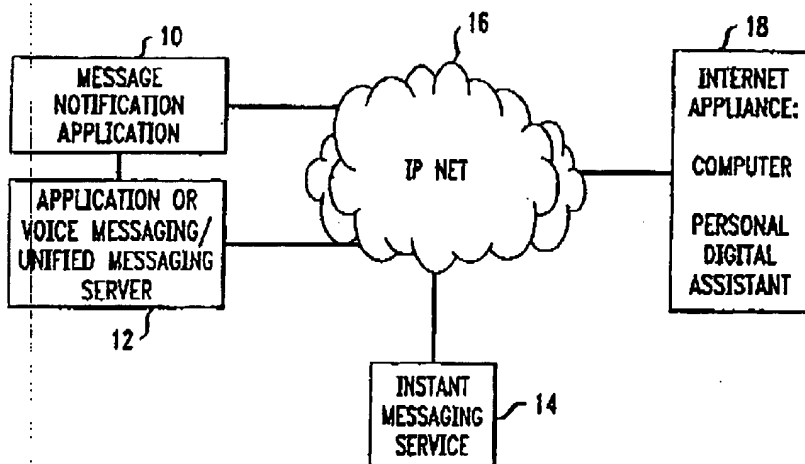 10
MESSAGE
NOTIFICATION
APPLICATION
APPLICATION OR
VOICE MESSAGING/
UNIFIED MESSAGING
SERVER
12
16
IP NET
INSTANT
MESSAGING
SERVICE
14
18
INTERNET
APPLIANCE:
COMPUTER
PERSONAL
DIGITAL
ASSISTANT